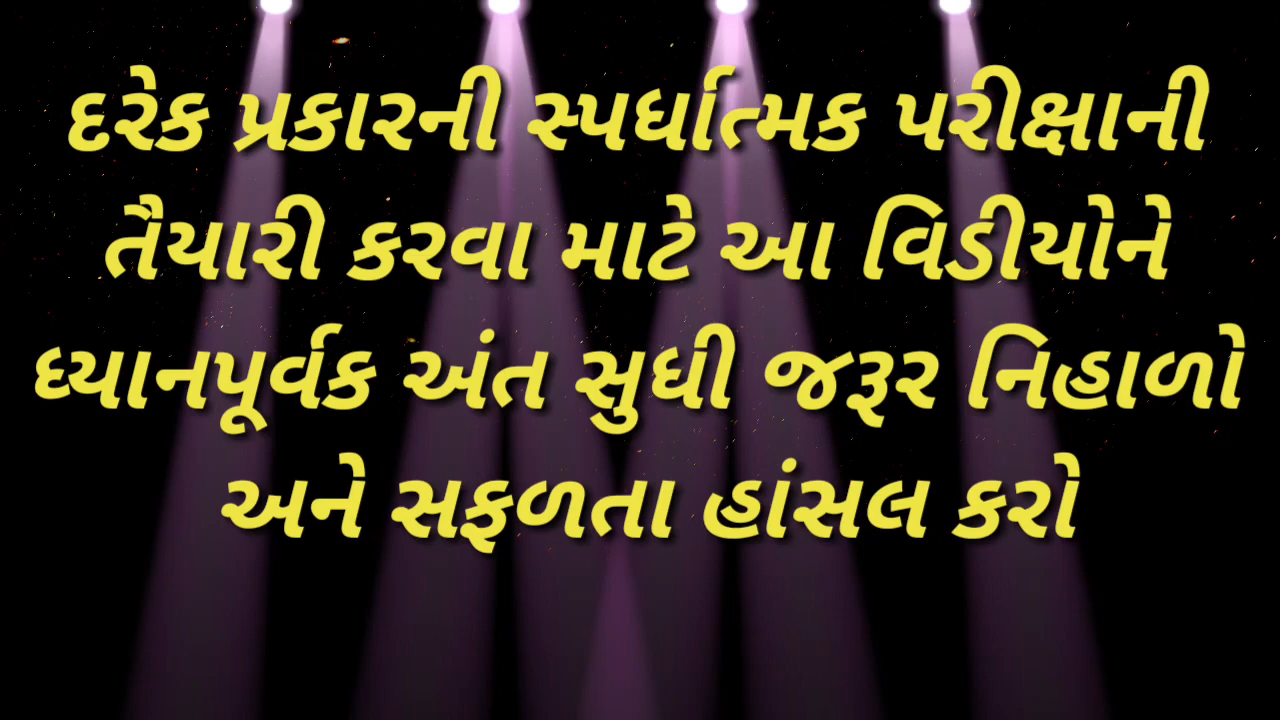 દરેક પ્રકારની સ્પર્ધાત્મક પરીક્ષાની
તૈયારી કરવા માટે આ વિડીયોને
ધ્યાનપૂર્વક અંત સુધી જરૂર નિહાળો
અને સફળતા હાંસલ કરો